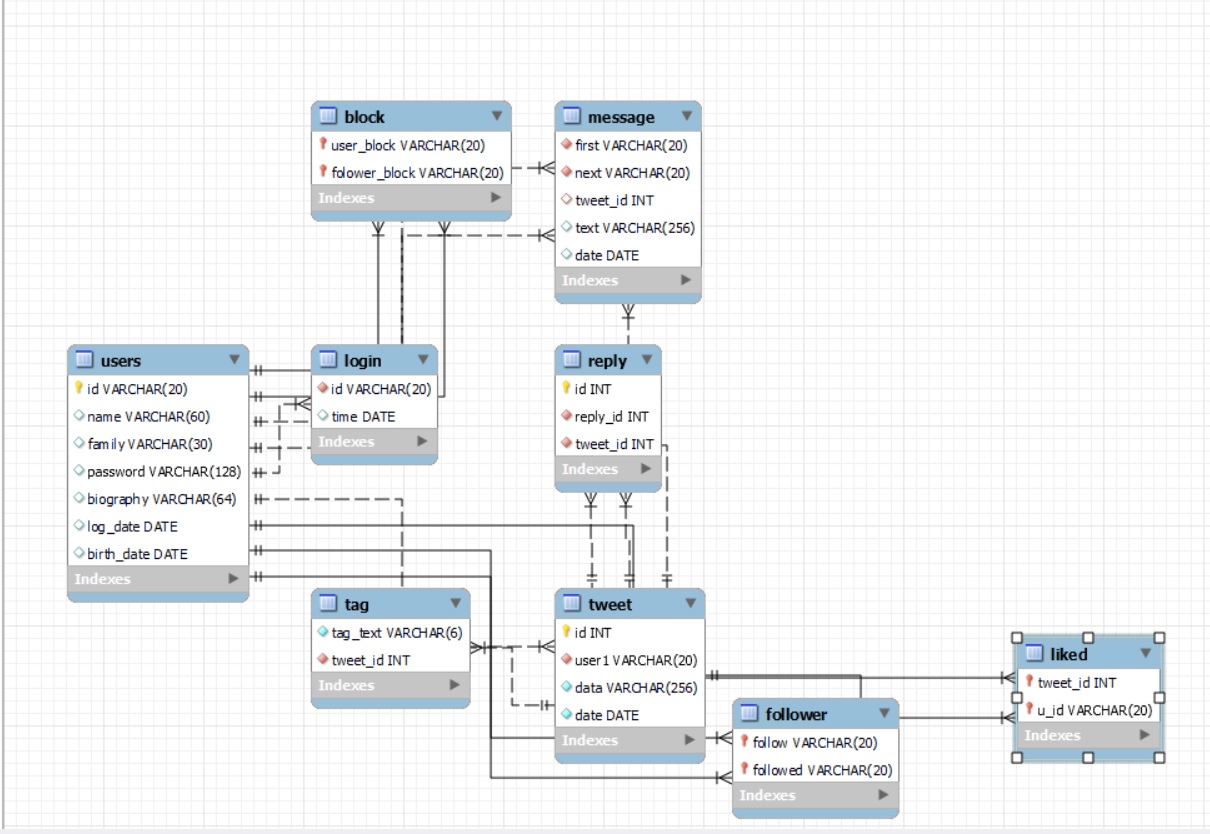 block
user_block VARCHAR(20)
folower_block VARCHAR(20)
Indexes
message
first VARCHAR(20)
next VARCHAR(20)
tweet_id INT
text VARCHAR(256)
date DATE
Indexes
users
id VARCHAR(20)
name VARCHAR(60)
family VARCHAR(30)
password VARCHAR(128)
biography VARCHAR(64)
log_date DATE
birth_date DATE
Indexes
login
id VARCHAR(20)
time DATE
Indexes
reply
id INT
reply_id INT
tweet_id INT
Indexes
tag
tag_text VARCHAR(6)
tweet_id INT
Indexes
tweet
id INT
user1 VARCHAR(20)
data VARCHAR(256)
date DATE
Indexes
follower
follow VARCHAR(20)
followed VARCHAR(20)
Indexes
liked
tweet_id INT
u_id VARCHAR(20)
Indexes